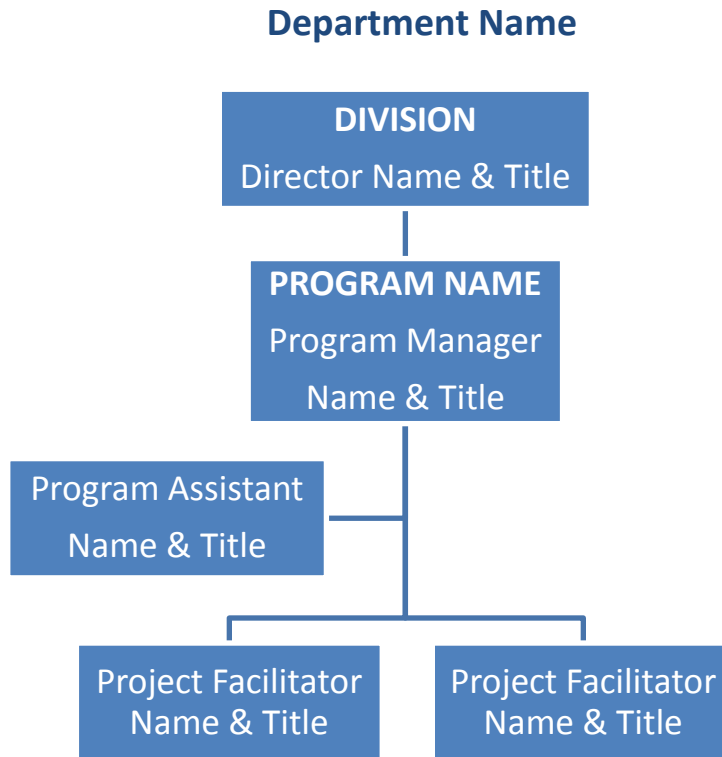 Department Name
DIVISION
Director Name & Title
PROGRAM NAME
Program Manager
Name & Title
Program Assistant
Name & Title
Project Facilitator
Name & Title
Project Facilitator
Name & Title